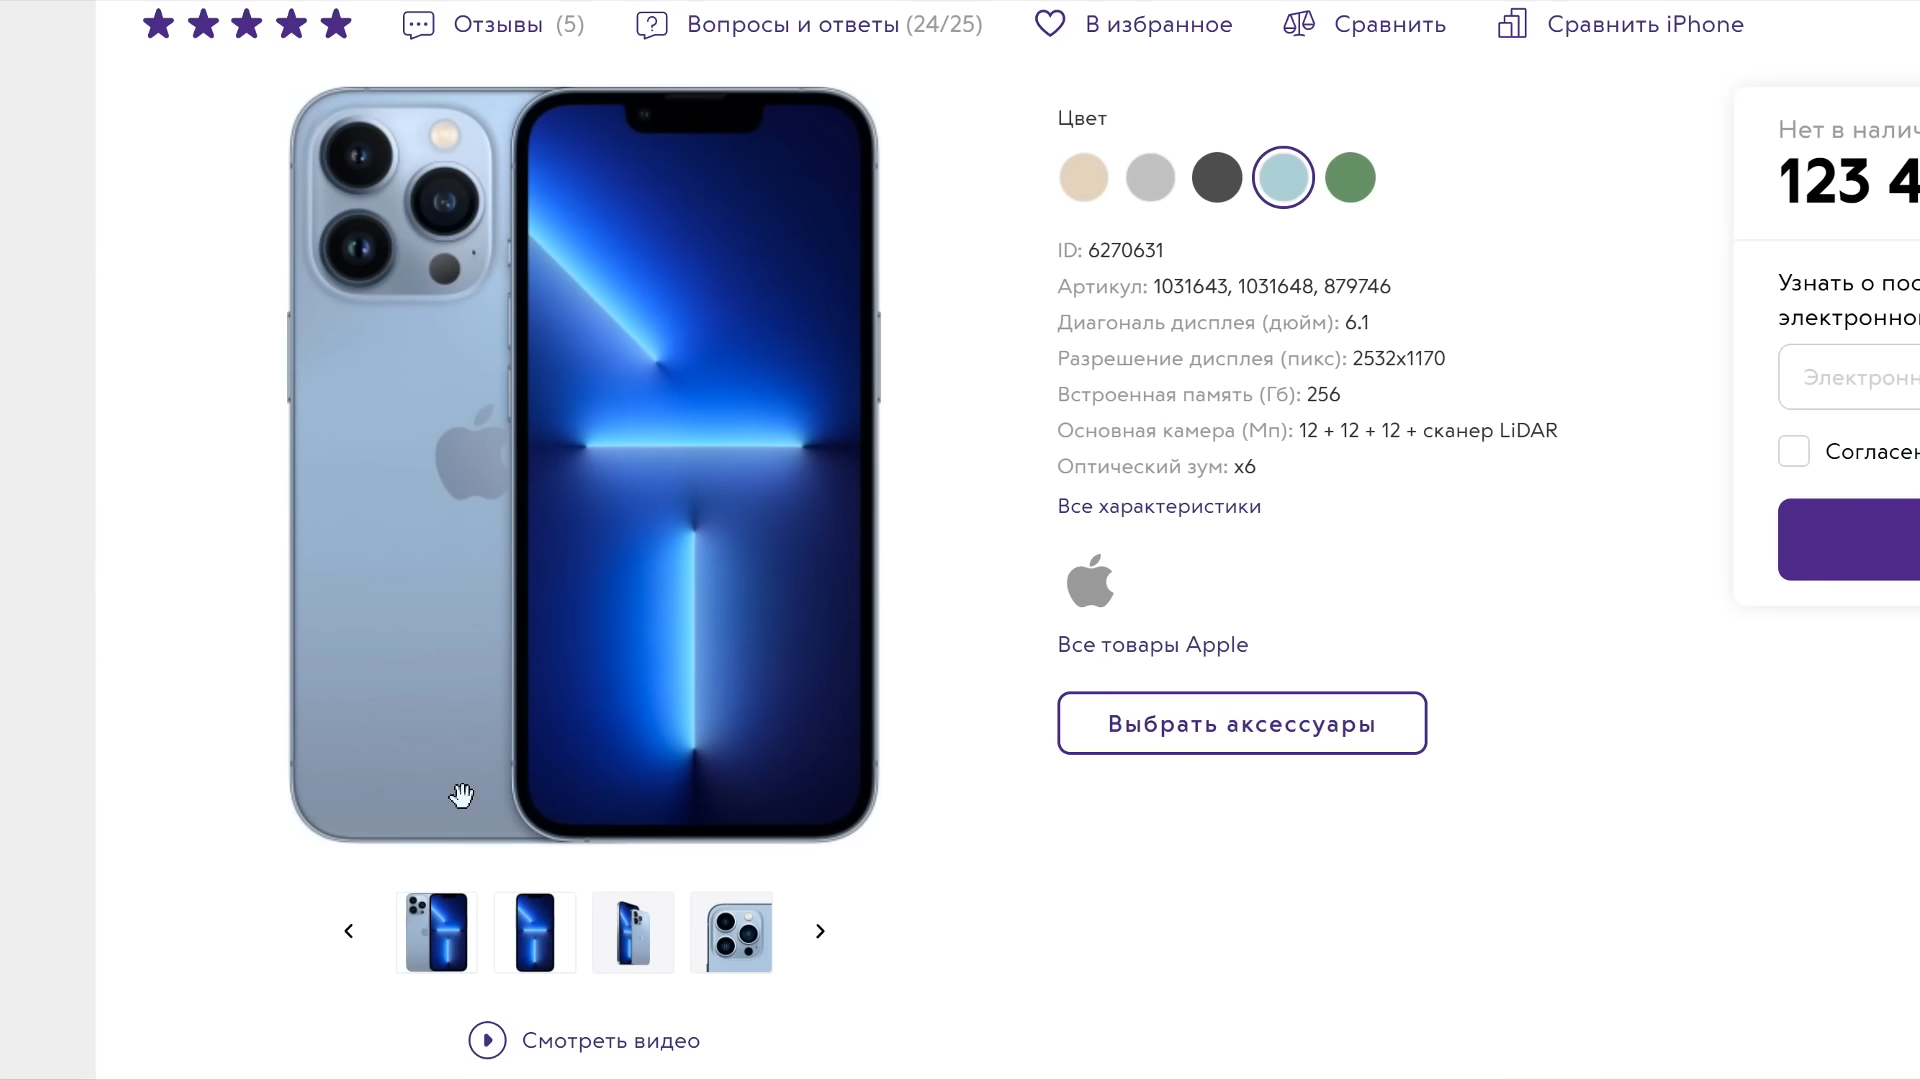 Отзывы (5)
Вопросы и ответы (24/25)
В избранное
Сравнить
Сравнить iPhone
Цвет
ID: 6270631
Артикул: 1031643, 1031648, 879746
Диагональ дисплея (дюйм): 6.1
Разрешение дисплея (пикс): 2532x1170
Встроенная память (Гб): 256
Основная камера (Мп): 12 + 12 + 12 + сканер LiDAR
Оптический зум: x6
Все характеристики
Все товары Apple
Выбрать аксессуары
Нет в налич
123 4
Узнать о пос
электронно
Электронн
Согласен
Смотреть видео